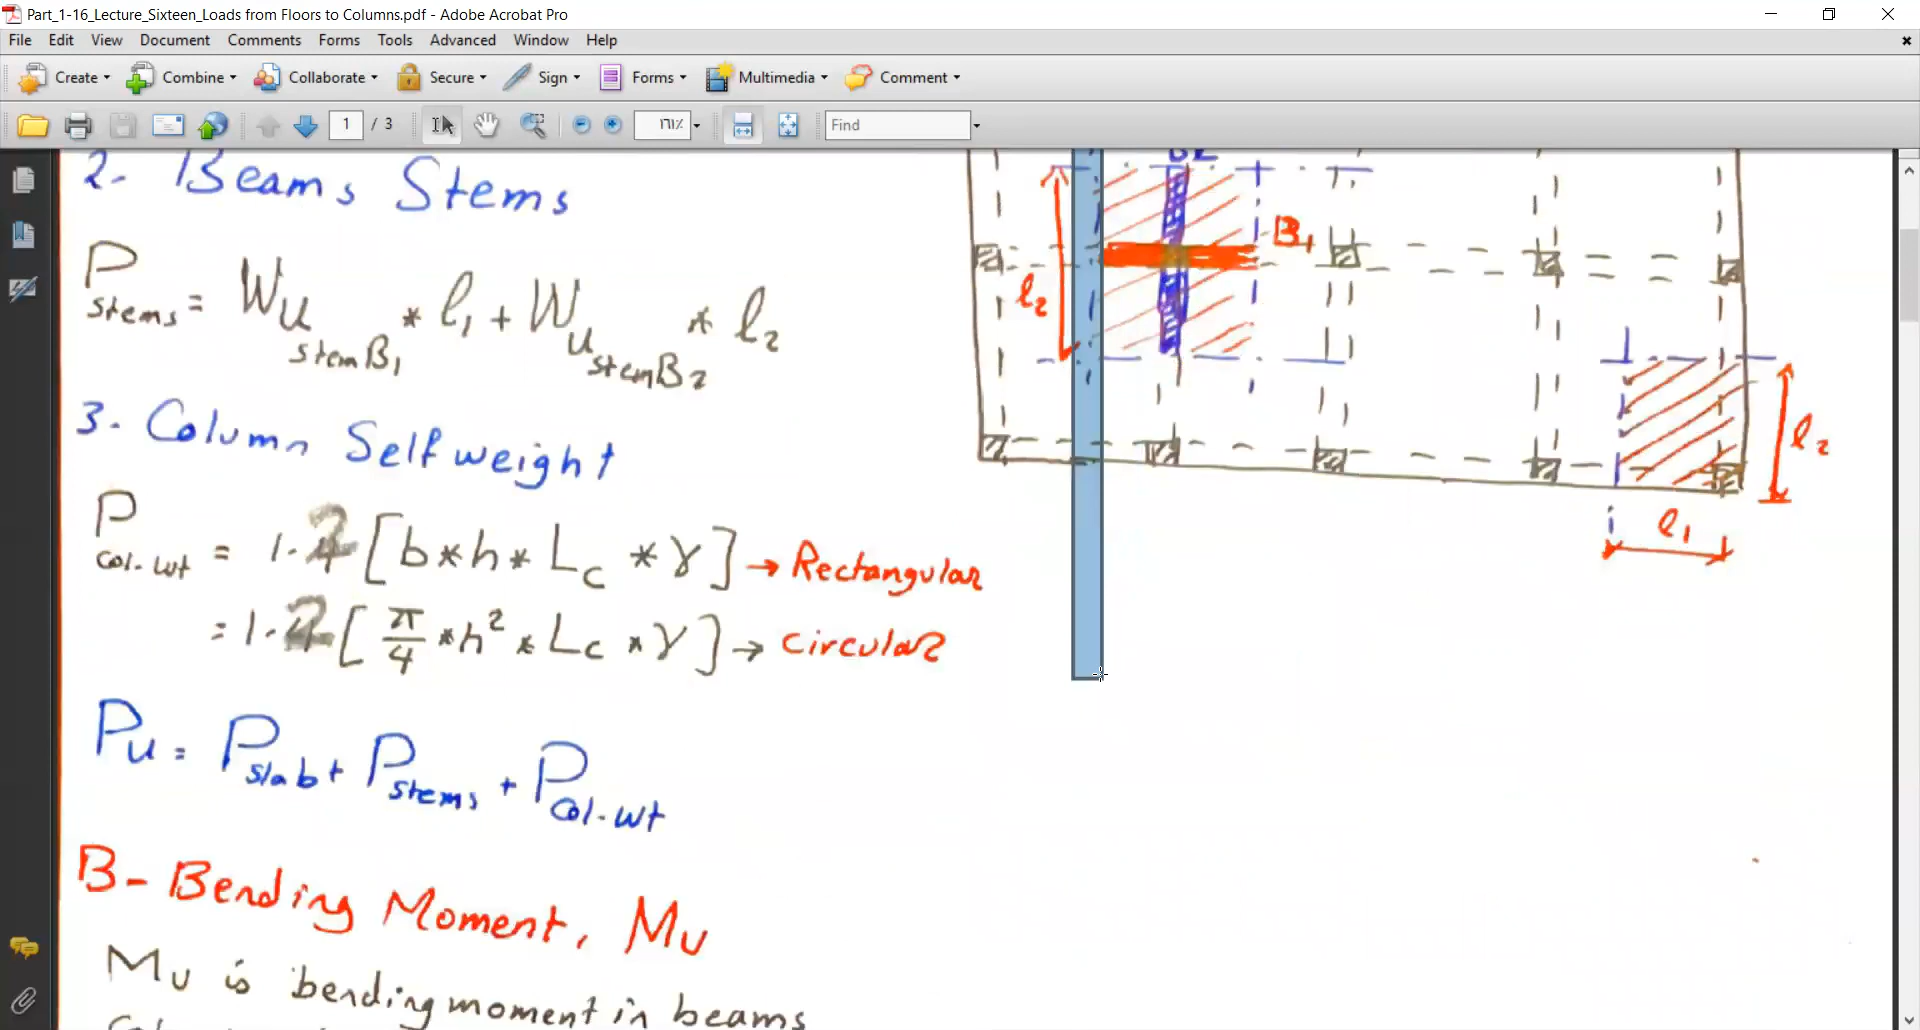 Part_1-16_Lecture_Sixteen_Loads from Floors to Columns.pdf - Adobe Acrobat Pro
File Edit View Document Comments Forms Tools Advanced Window Help
Create Combine Collaborate Secure Sign Forms Multimedia Comment
1 / 3 ١٦١٪ Find
2. Beams Stems
P stems = Wu stem B1 * l1 + Wu stem B2 * l2
3. Column Self weight
P col.wt = 1.2 [b*h* Lc * γ] → Rectangular
= 1.2 [π/4 * h² * Lc * γ] → Circular
Pu = P slab + P stems + P Col.wt
B- Bending Moment, Mu
Mu is bending moment in beams
B1
l2
l2
l1